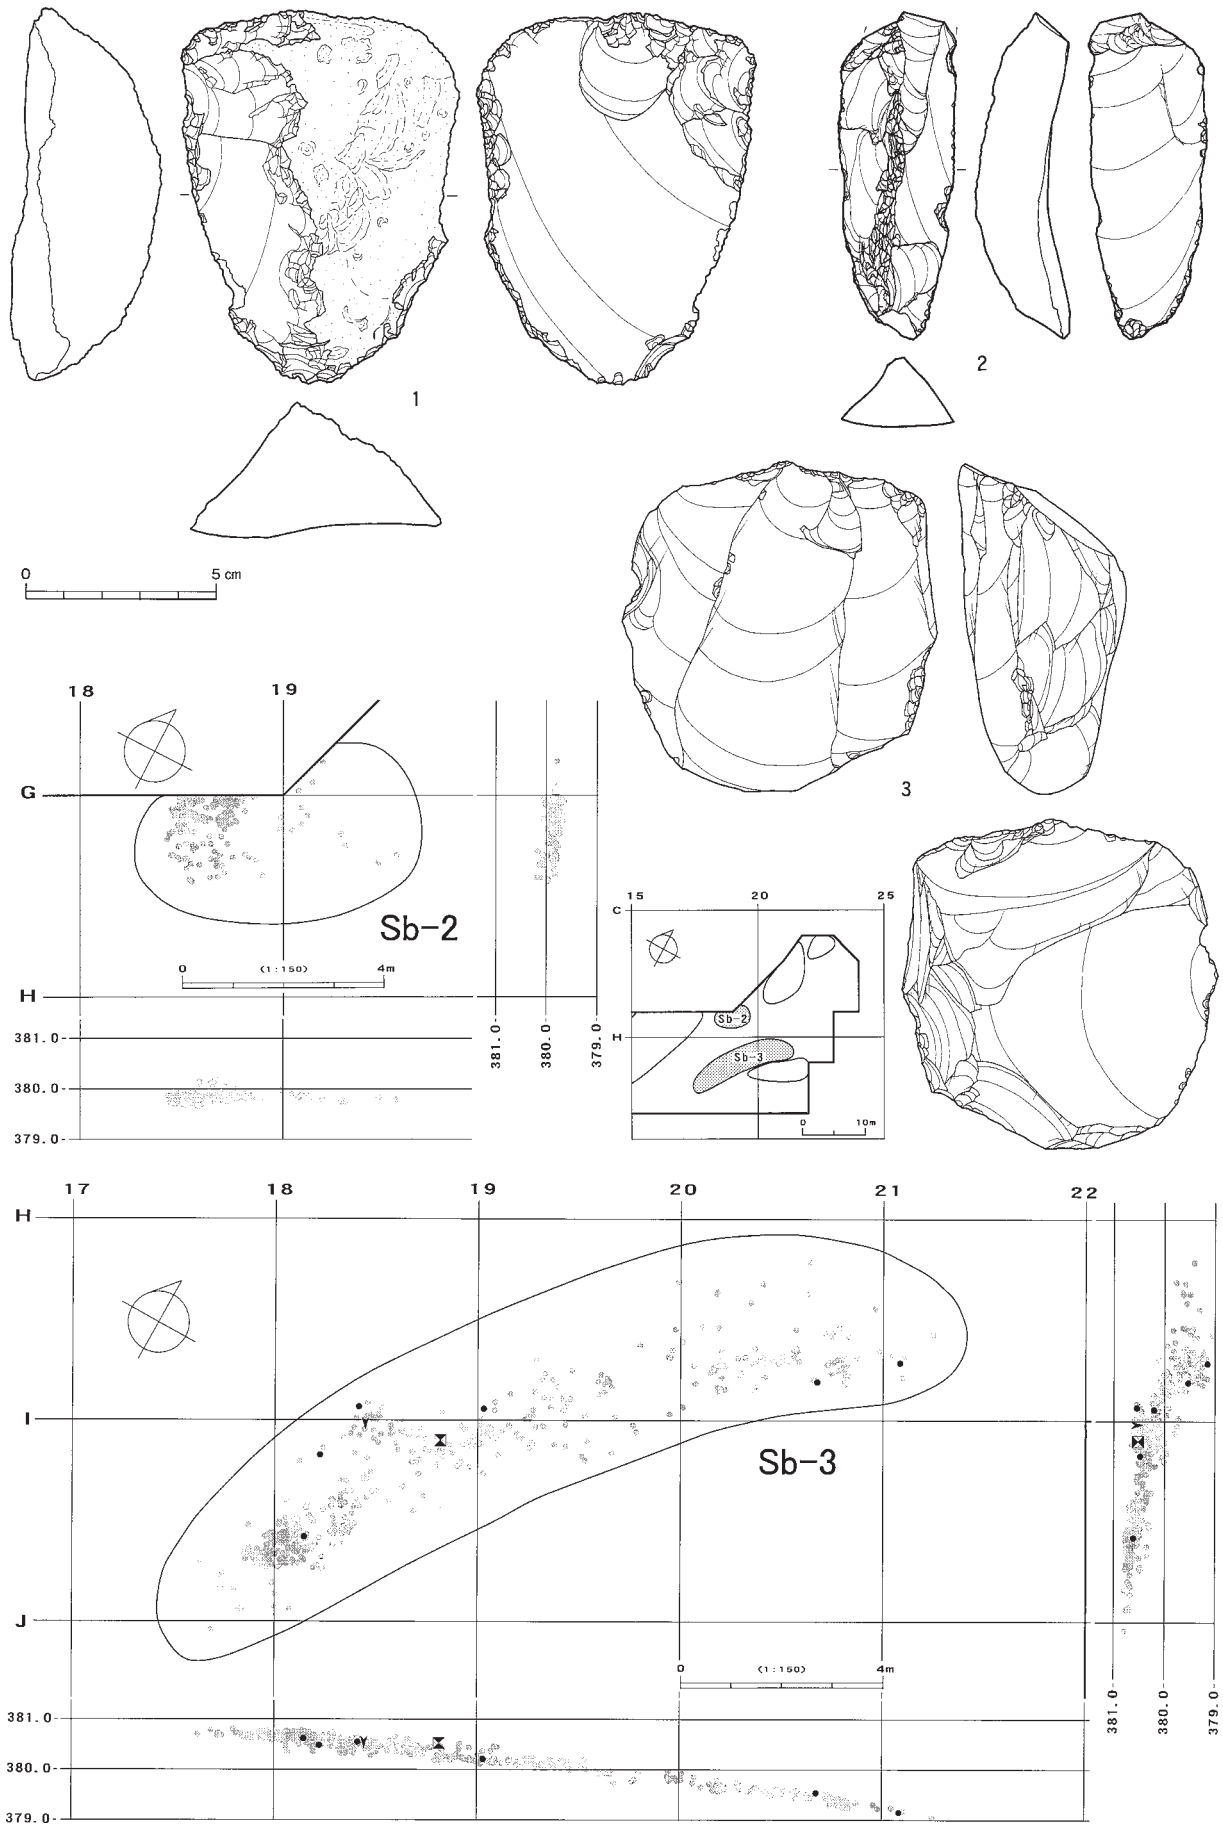 1
2
0 5 cm
3
18 19
G
Sb-2
0 (1:150) 4m
H
381.0-
380.0-
379.0-
381.0-
380.0-
379.0-
15 20 25
C
Sb-2
H
Sb-3
0 10m
17 18 19 20 21 22
H
I
Sb-3
J
0 (1:150) 4m
381.0-
380.0-
379.0-
381.0-
380.0-
379.0-